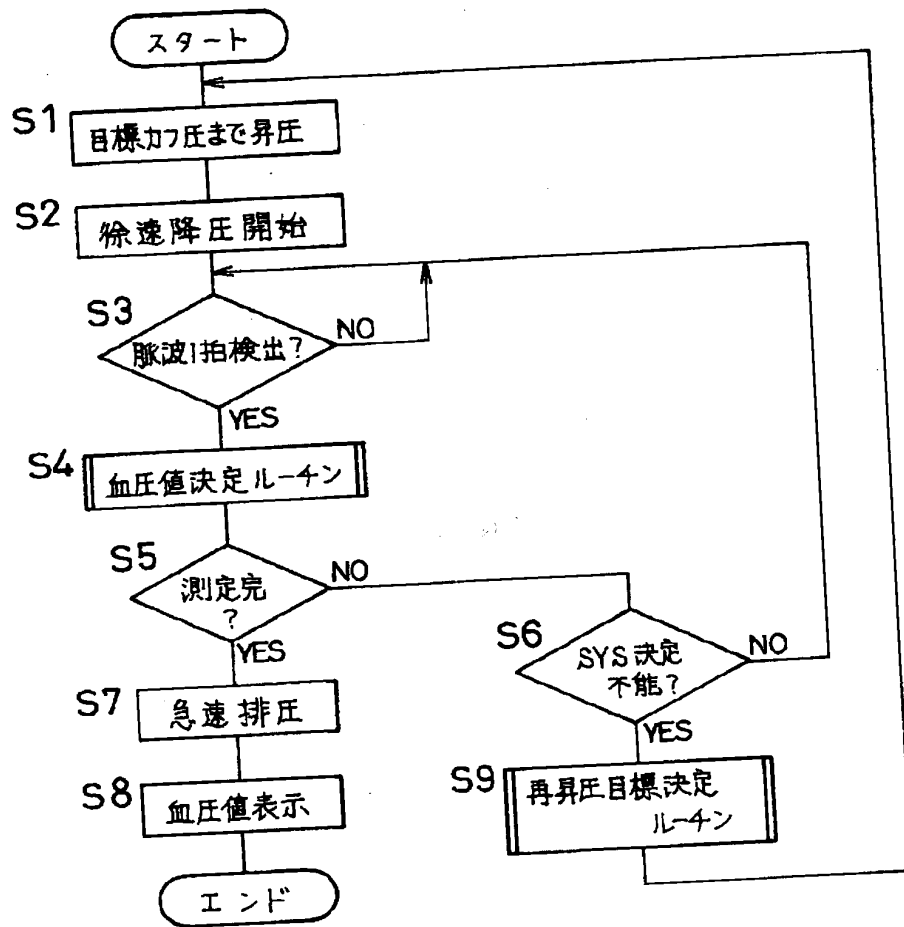 スタート
S1
目標カフ圧まで昇圧
S2
徐速降圧開始
S3
脈波1拍検出?
NO
YES
S4
血圧値決定ルーチン
S5
測定完
?
NO
YES
S6
SYS決定
不能?
NO
YES
S7
急速排圧
S8
血圧値表示
S9
再昇圧目標決定
ルーチン
エンド